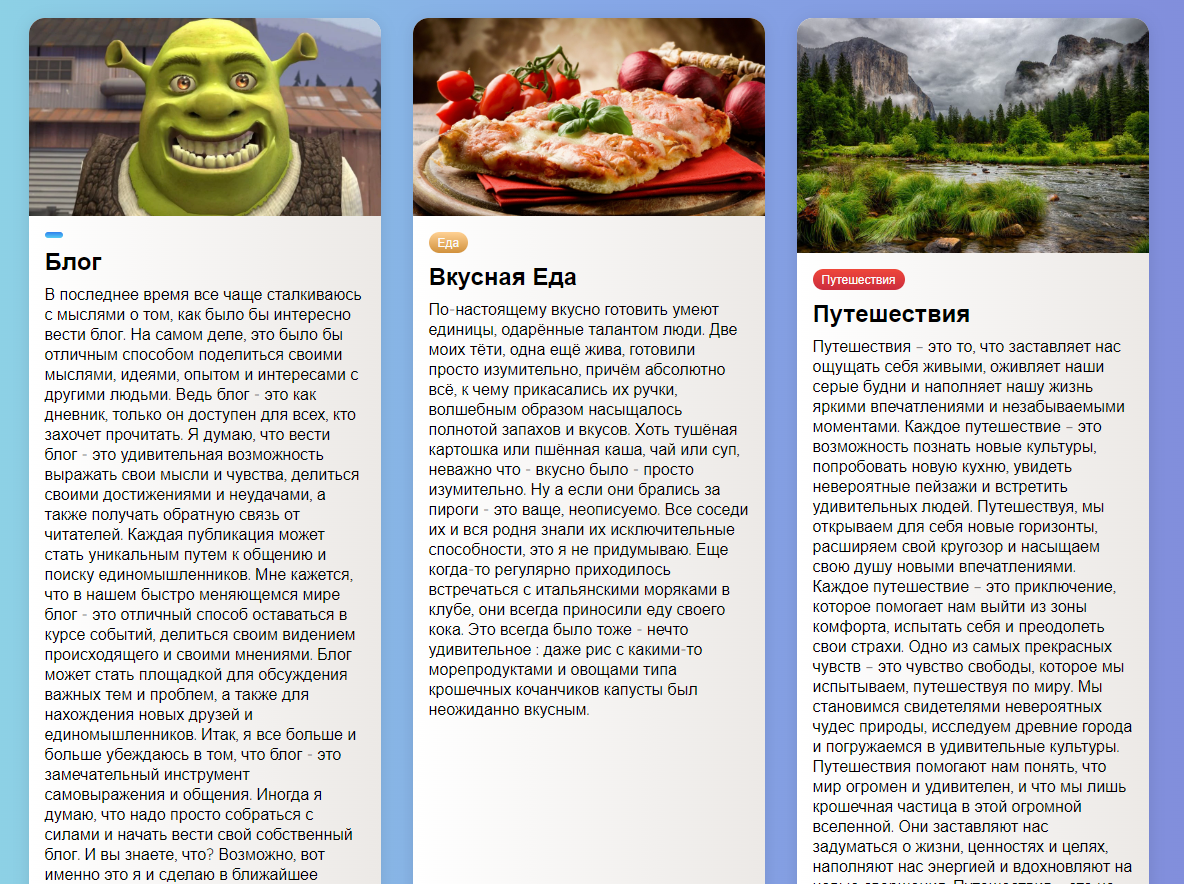 Блог
В последнее время все чаще сталкиваюсь
с мыслями о том, как было бы интересно
вести блог. На самом деле, это было бы
отличным способом поделиться своими
мыслями, идеями, опытом и интересами с
другими людьми. Ведь блог - это как
дневник, только он доступен для всех, кто
захочет прочитать. Я думаю, что вести
блог - это удивительная возможность
выражать свои мысли и чувства, делиться
своими достижениями и неудачами, а
также получать обратную связь от
читателей. Каждая публикация может
стать уникальным путем к общению и
поиску единомышленников. Мне кажется,
что в нашем быстро меняющемся мире
блог - это отличный способ оставаться в
курсе событий, делиться своим видением
происходящего и своими мнениями. Блог
может стать площадкой для обсуждения
важных тем и проблем, а также для
нахождения новых друзей и
единомышленников. Итак, я все больше и
больше убеждаюсь в том, что блог - это
замечательный инструмент
самовыражения и общения. Иногда я
думаю, что надо просто собраться с
силами и начать вести свой собственный
блог. И вы знаете, что? Возможно, вот
именно это я и сделаю в ближайшее
Еда
Вкусная Еда
По-настоящему вкусно готовить умеют
единицы, одарённые талантом люди. Две
моих тёти, одна ещё жива, готовили
просто изумительно, причём абсолютно
всё, к чему прикасались их ручки,
волшебным образом насыщалось
полнотой запахов и вкусов. Хоть тушёная
картошка или пшённая каша, чай или суп,
неважно что - вкусно было - просто
изумительно. Ну а если они брались за
пироги - это ваще, неописуемо. Все соседи
их и вся родня знали их исключительные
способности, это я не придумываю. Еще
когда-то регулярно приходилось
встречаться с итальянскими моряками в
клубе, они всегда приносили еду своего
кока. Это всегда было тоже - нечто
удивительное : даже рис с какими-то
морепродуктами и овощами типа
крошечных кочанчиков капусты был
неожиданно вкусным.
Путешествия
Путешествия
Путешествия – это то, что заставляет нас
ощущать себя живыми, оживляет наши
серые будни и наполняет нашу жизнь
яркими впечатлениями и незабываемыми
моментами. Каждое путешествие – это
возможность познать новые культуры,
попробовать новую кухню, увидеть
невероятные пейзажи и встретить
удивительных людей. Путешествуя, мы
открываем для себя новые горизонты,
расширяем свой кругозор и насыщаем
свою душу новыми впечатлениями.
Каждое путешествие – это приключение,
которое помогает нам выйти из зоны
комфорта, испытать себя и преодолеть
свои страхи. Одно из самых прекрасных
чувств – это чувство свободы, которое мы
испытываем, путешествуя по миру. Мы
становимся свидетелями невероятных
чудес природы, исследуем древние города
и погружаемся в удивительные культуры.
Путешествия помогают нам понять, что
мир огромен и удивителен, и что мы лишь
крошечная частица в этой огромной
вселенной. Они заставляют нас
задуматься о жизни, ценностях и целях,
наполняют нас энергией и вдохновляют на